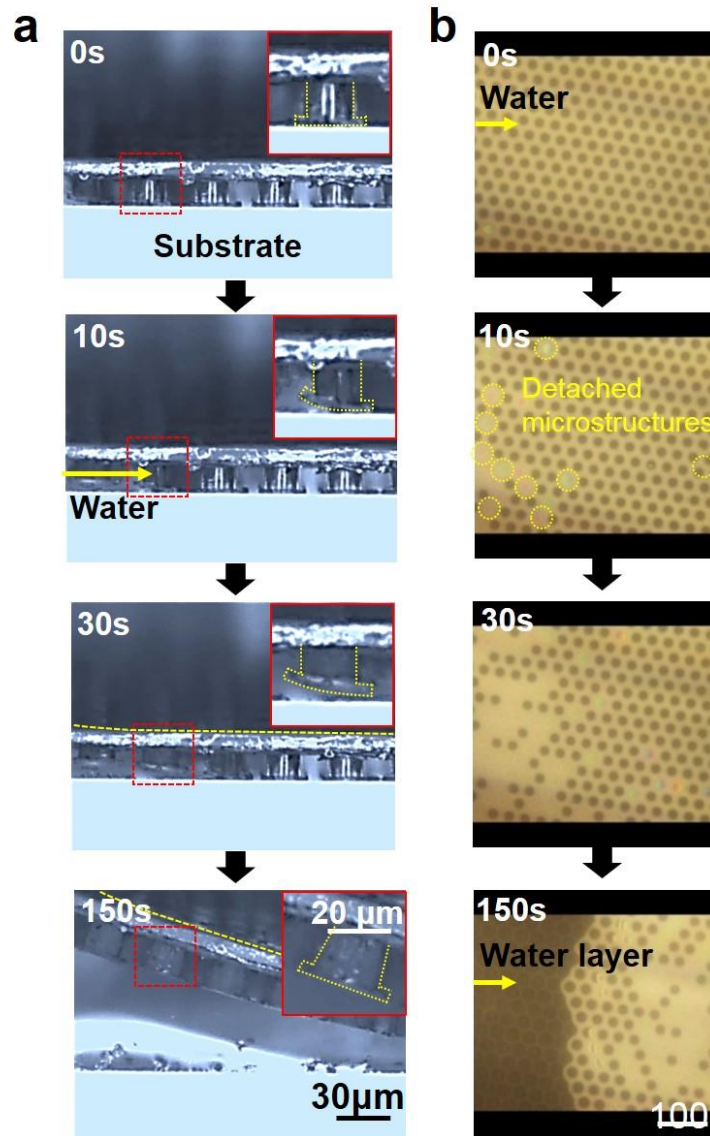 a
0s
Substrate
10s
Water
30s
150s
20 µm
30µm
b
0s
Water
10s
Detached
microstructures
30s
150s
Water layer
100